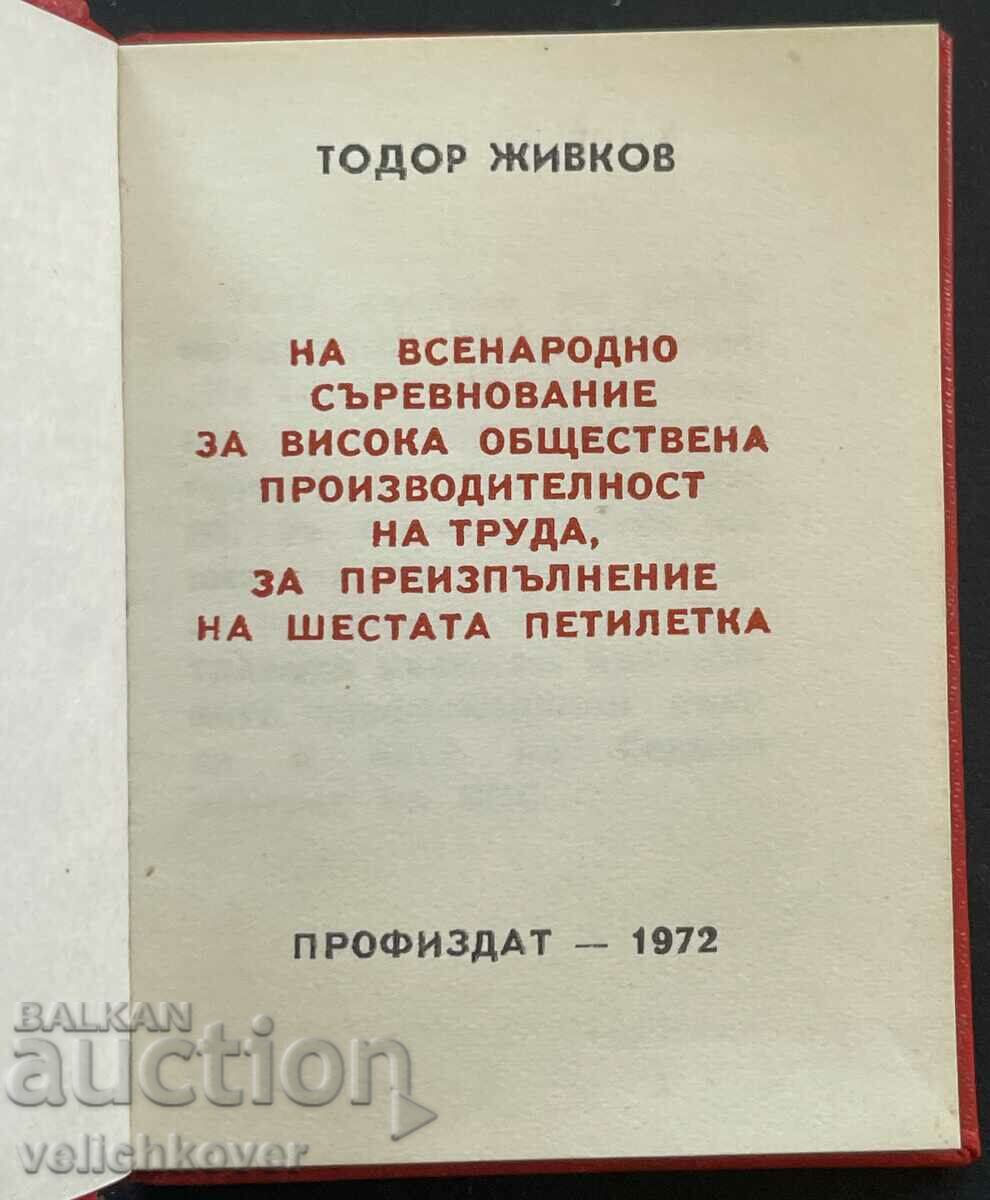 ТОДОР ЖИВКОВ
НА ВСЕНАРОДНО
СЪРЕВНОВАНИЕ
ЗА ВИСОКА ОБЩЕСТВЕНА
ПРОИЗВОДИТЕЛНОСТ
НА ТРУДА,
ЗА ПРЕИЗПЪЛНЕНИЕ
НА ШЕСТАТА ПЕТИЛЕТКА
ПРОФИЗДАТ — 1972
BALKAN
auction
velichkover